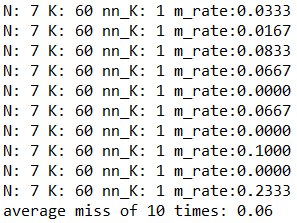 N: 7 K: 60 nn_K: 1 m_rate:0.0333
N: 7 K: 60 nn_K: 1 m_rate:0.0167
N: 7 K: 60 nn_K: 1 m_rate:0.0833
N: 7 K: 60 nn_K: 1 m_rate:0.0667
N: 7 K: 60 nn_K: 1 m_rate:0.0000
N: 7 K: 60 nn_K: 1 m_rate:0.0667
N: 7 K: 60 nn_K: 1 m_rate:0.0000
N: 7 K: 60 nn_K: 1 m_rate:0.1000
N: 7 K: 60 nn_K: 1 m_rate:0.0000
N: 7 K: 60 nn_K: 1 m_rate:0.2333
average miss of 10 times: 0.06